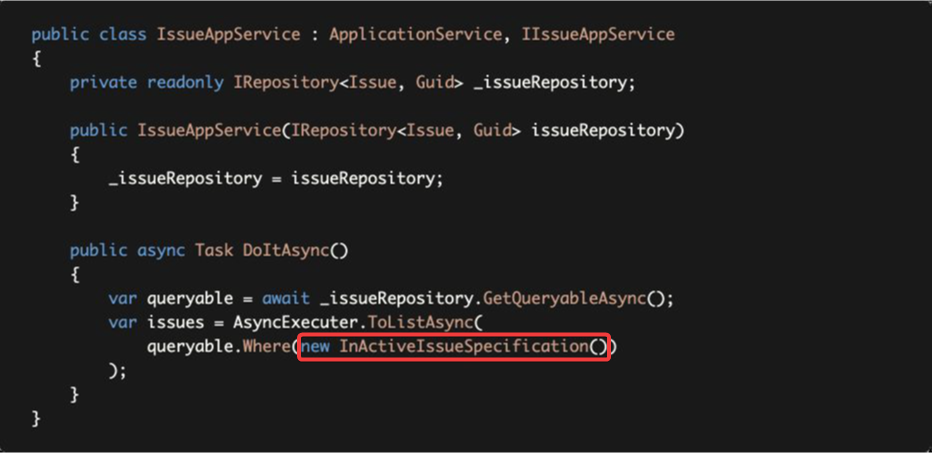 public class IssueAppService : ApplicationService, IIssueAppService
{
    private readonly IRepository<Issue, Guid> _issueRepository;

    public IssueAppService(IRepository<Issue, Guid> issueRepository)
    {
        _issueRepository = issueRepository;
    }

    public async Task DoItAsync()
    {
        var queryable = await _issueRepository.GetQueryableAsync();
        var issues = AsyncExecuter.ToListAsync(
            queryable.Where(new InActiveIssueSpecification())
        );
    }
}